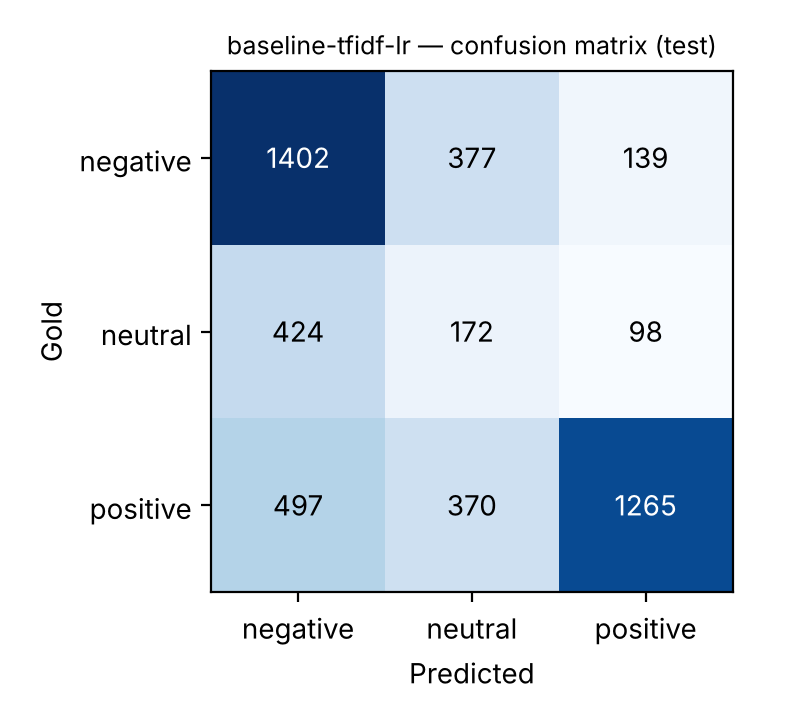 baseline-tfidf-lr — confusion matrix (test)
negative 1402 377 139
neutral 424 172 98
positive 497 370 1265
Gold
negative neutral positive
Predicted